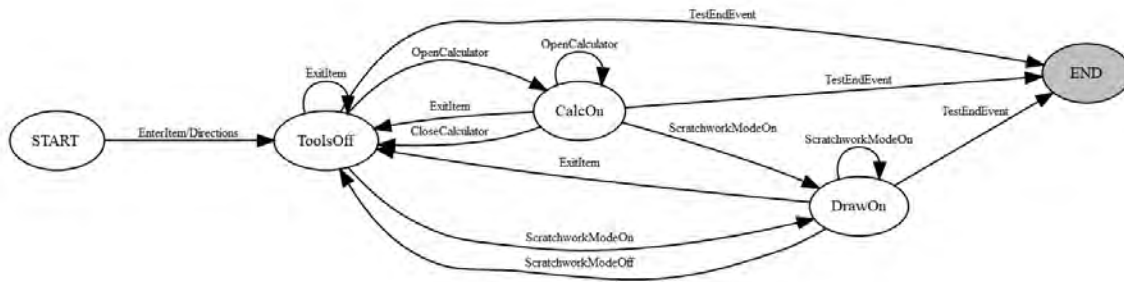 TestEndEvent
OpenCalculator
OpenCalculator
ExitItem
TestEndEvent
END
ExitItem
CalcOn
TestEndEvent
START
EnterItem/Directions
ToolsOff
CloseCalculator
ScratchworkModeOn
ScratchworkModeOn
ExitItem
DrawOn
ScratchworkModeOn
ScratchworkModeOff